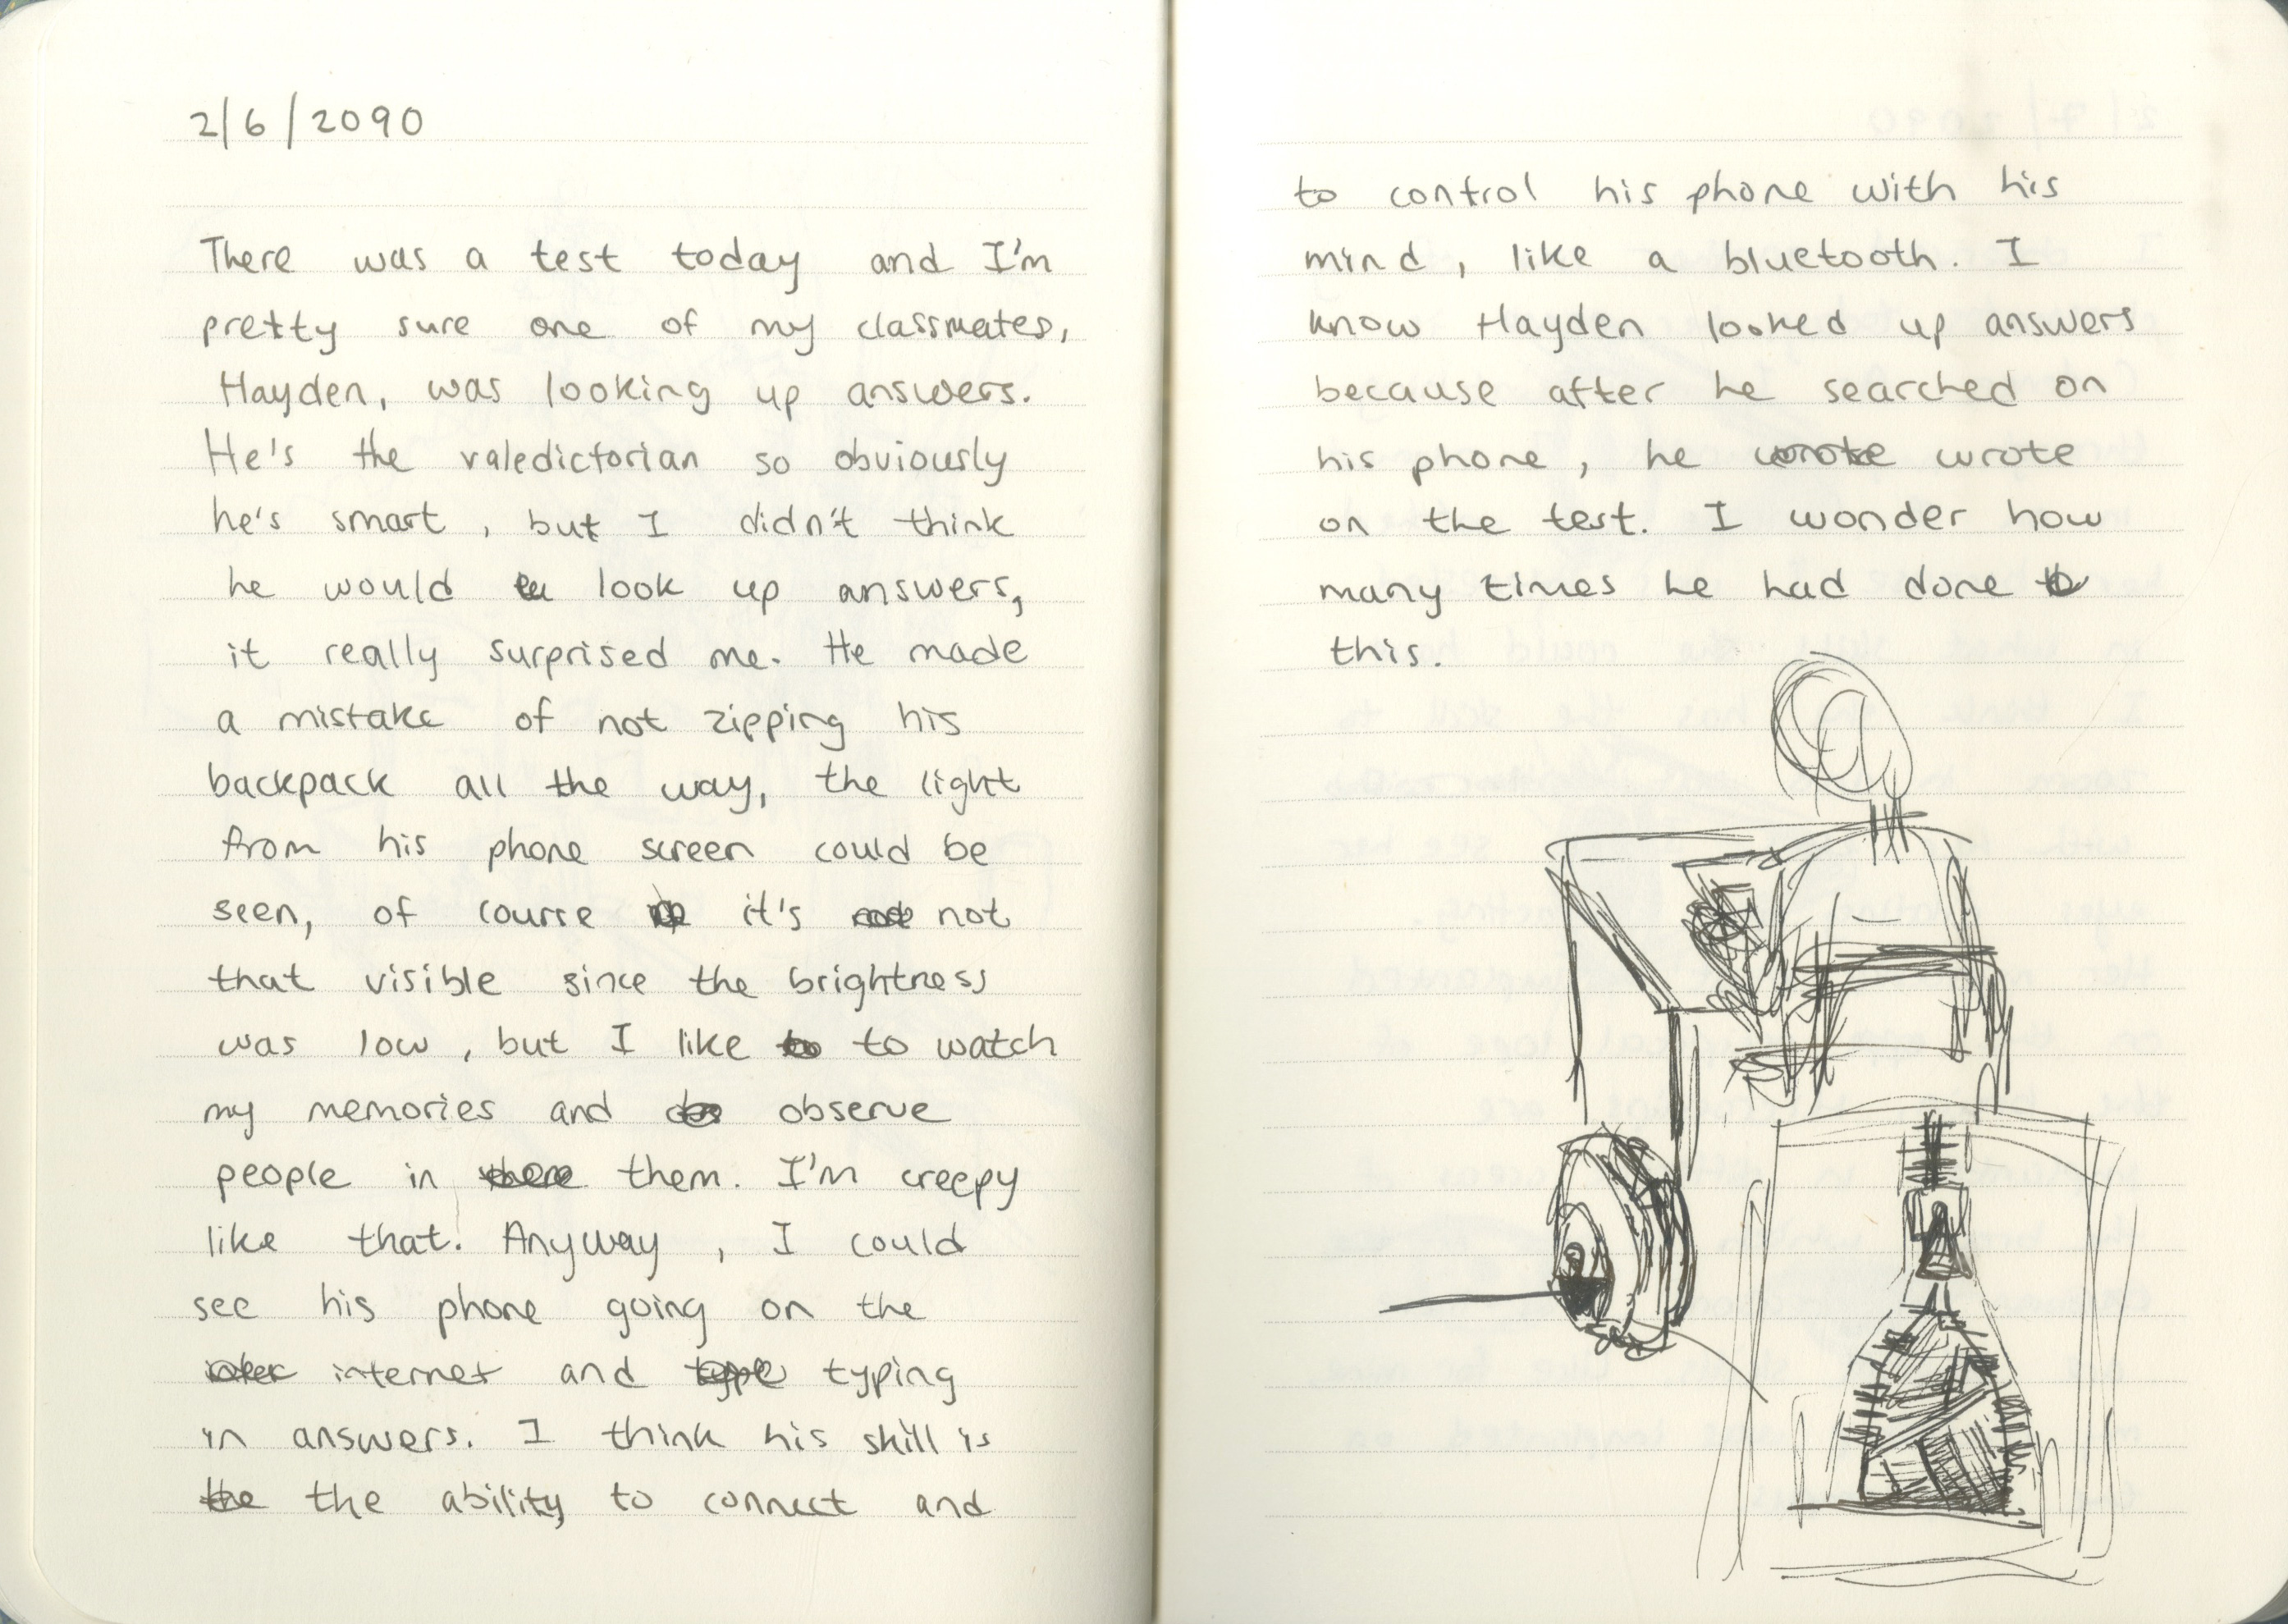 2/6/2090
There was a test today and I'm
pretty sure one of my classmates,
Hayden, was looking up answers.
He's the valedictorian so obviously
he's smart, but I didn't think
he would look up answers,
it really surprised me. He made
a mistake of not zipping his
backpack all the way, the light
from his phone screen could be
seen, of course it's not not
that visible since the brightness
was low, but I like to to watch
my memories and observe
people in there them. I'm creepy
like that. Anyway, I could
see his phone going on the
internet and type typing
in answers. I think his skill is
the the ability to connect and
to control his phone with his
mind, like a bluetooth. I
know Hayden looked up answers
because after he searched on
his phone, he wrote wrote
on the test. I wonder how
many times he had done
this.